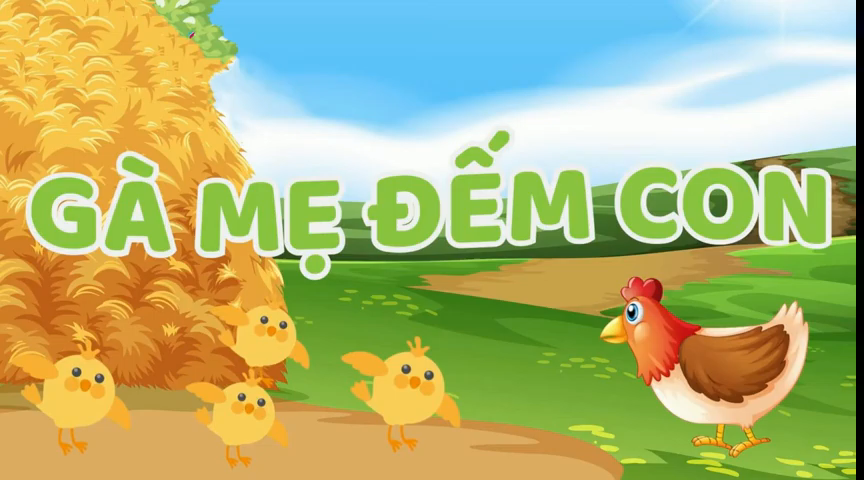 GÀ MẸ ĐẾM CON